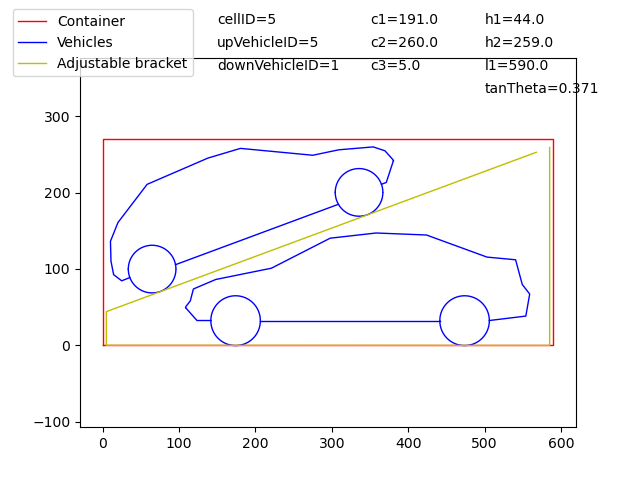 Container
Vehicles
Adjustable bracket
cellID=5 c1=191.0 h1=44.0
upVehicleID=5 c2=260.0 h2=259.0
downVehicleID=1 c3=5.0 l1=590.0
tanTheta=0.371
300
200
100
0
−100
0 100 200 300 400 500 600